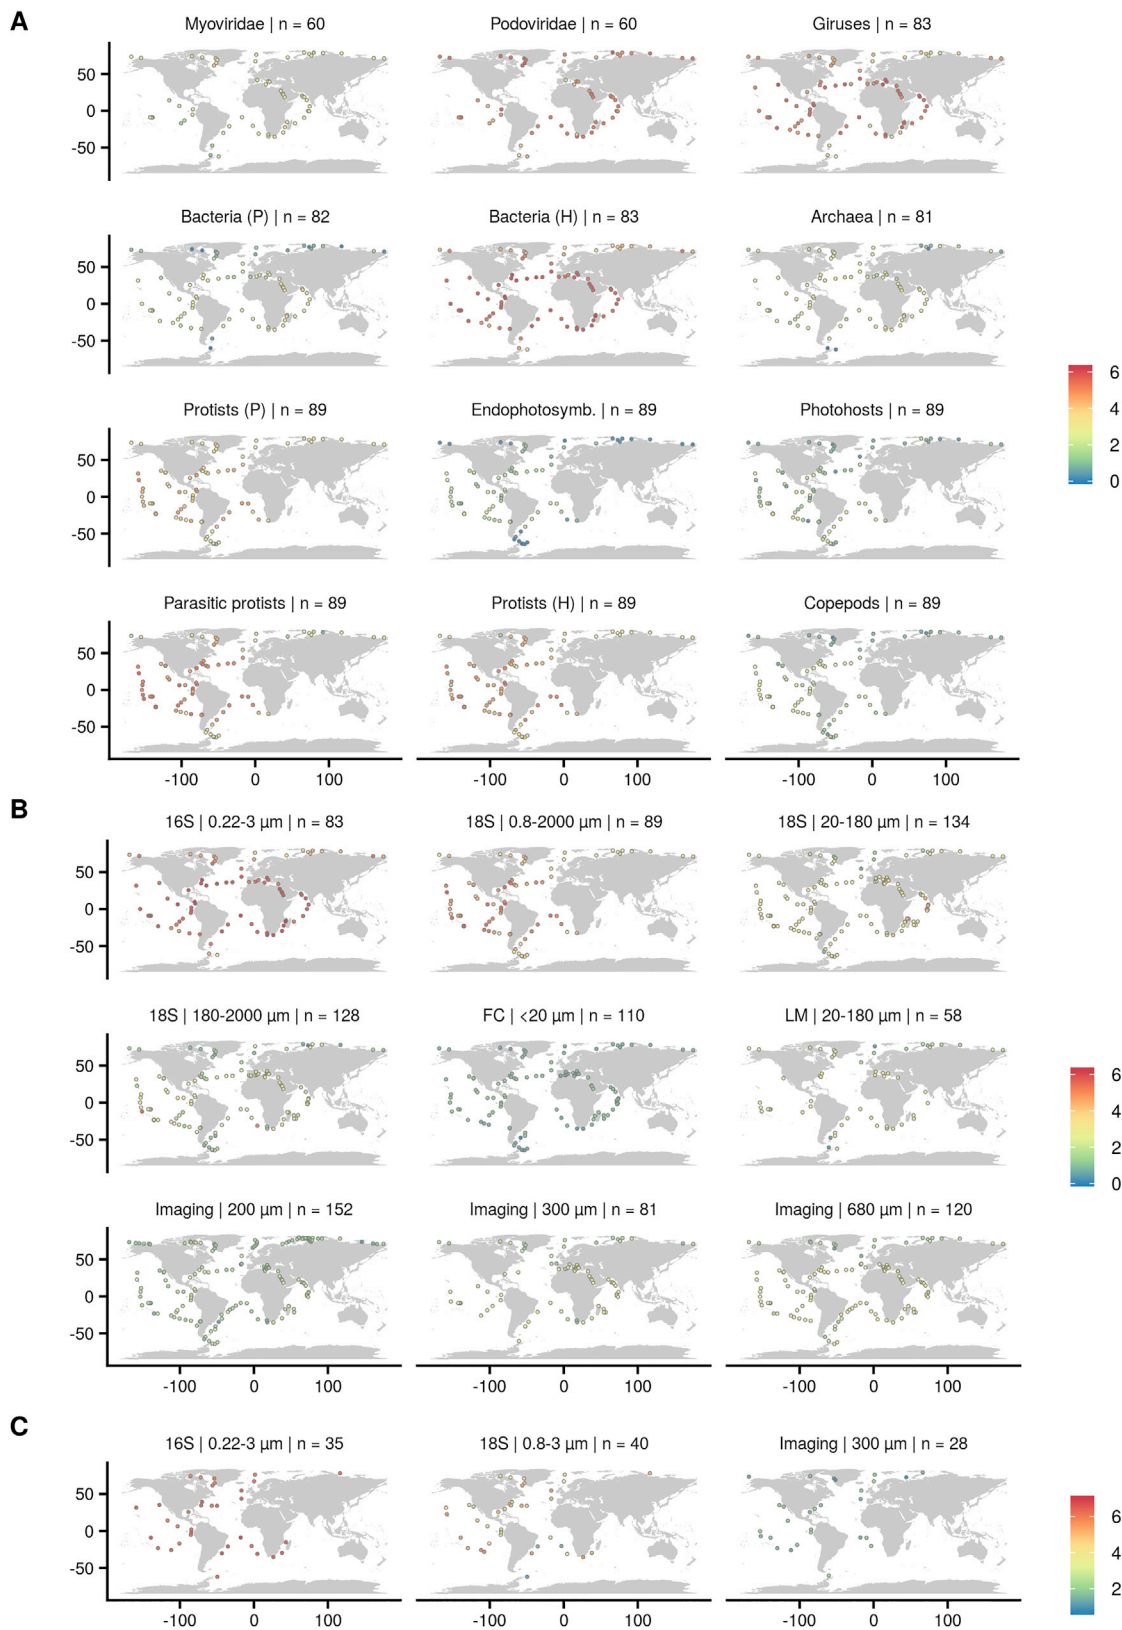 A
Myoviridae | n = 60
Podoviridae | n = 60
Giruses | n = 83
50
0
-50
Bacteria (P) | n = 82
Bacteria (H) | n = 83
Archaea | n = 81
50
0
-50
6
4
2
0
Protists (P) | n = 89
Endophotosymb. | n = 89
Photohosts | n = 89
50
0
-50
Parasitic protists | n = 89
Protists (H) | n = 89
Copepods | n = 89
50
0
-50
-100 0 100
-100 0 100
-100 0 100
B
16S | 0.22-3 µm | n = 83
18S | 0.8-2000 µm | n = 89
18S | 20-180 µm | n = 134
50
0
-50
18S | 180-2000 µm | n = 128
FC | <20 µm | n = 110
LM | 20-180 µm | n = 58
50
0
-50
6
4
2
0
Imaging | 200 µm | n = 152
Imaging | 300 µm | n = 81
Imaging | 680 µm | n = 120
50
0
-50
-100 0 100
-100 0 100
-100 0 100
C
16S | 0.22-3 µm | n = 35
18S | 0.8-3 µm | n = 40
Imaging | 300 µm | n = 28
50
0
-50
6
4
2
-100 0 100
-100 0 100
-100 0 100